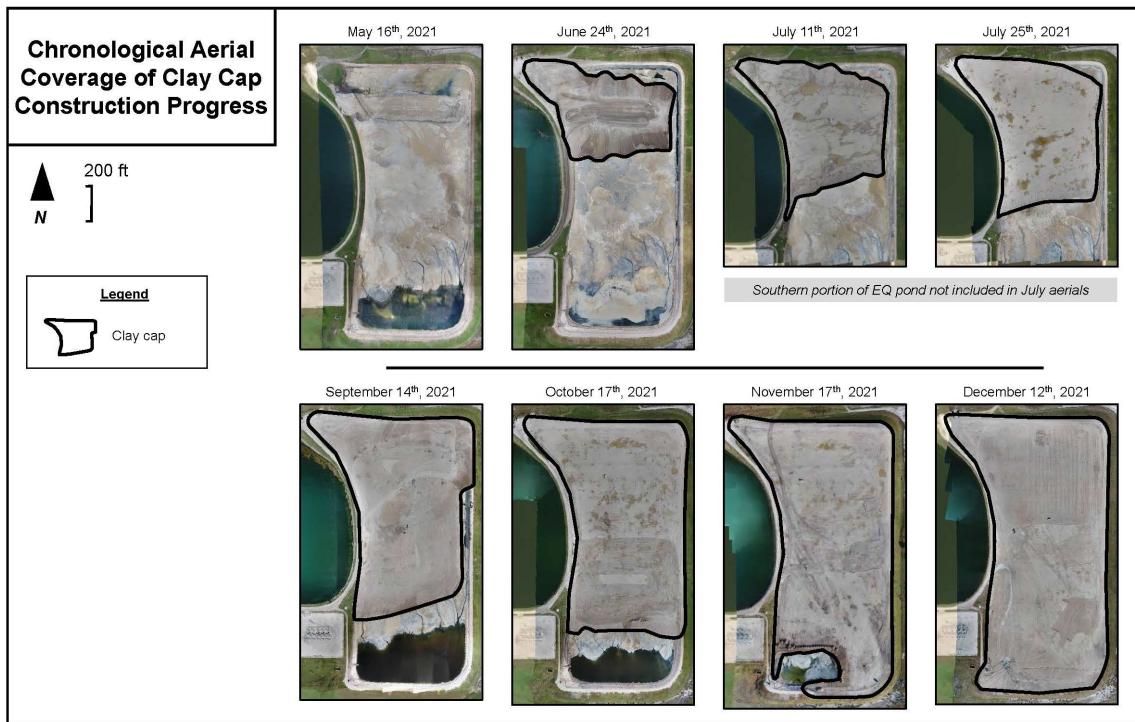 Chronological Aerial
Coverage of Clay Cap
Construction Progress
200 ft
N
Legend
Clay cap
May 16th, 2021
June 24th, 2021
July 11th, 2021
July 25th, 2021
Southern portion of EQ pond not included in July aerials
September 14th, 2021
October 17th, 2021
November 17th, 2021
December 12th, 2021